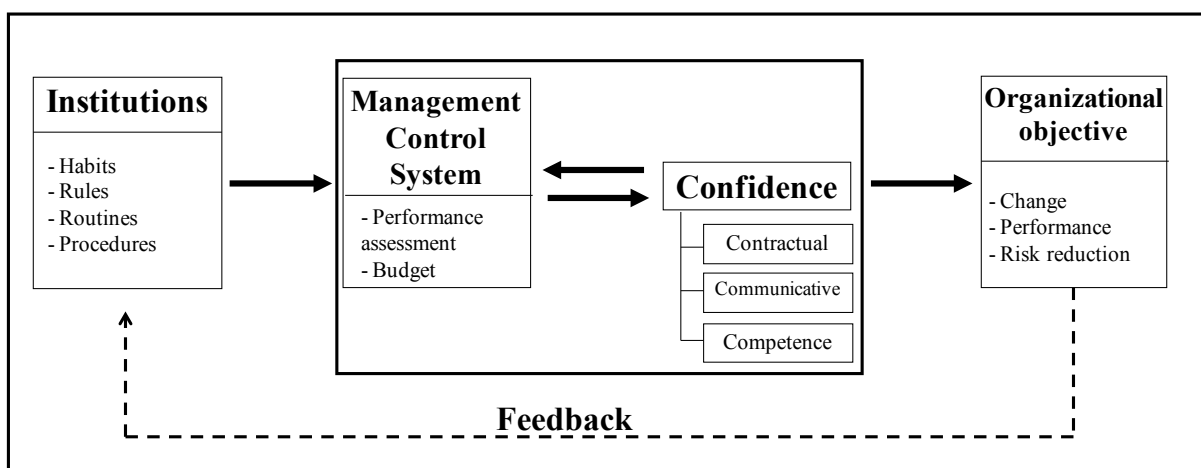 Institutions
- Habits
- Rules
- Routines
- Procedures
Management
Control
System
- Performance
assessment
- Budget
Confidence
Contractual
Communicative
Competence
Organizational
objective
- Change
- Performance
- Risk reduction
Feedback